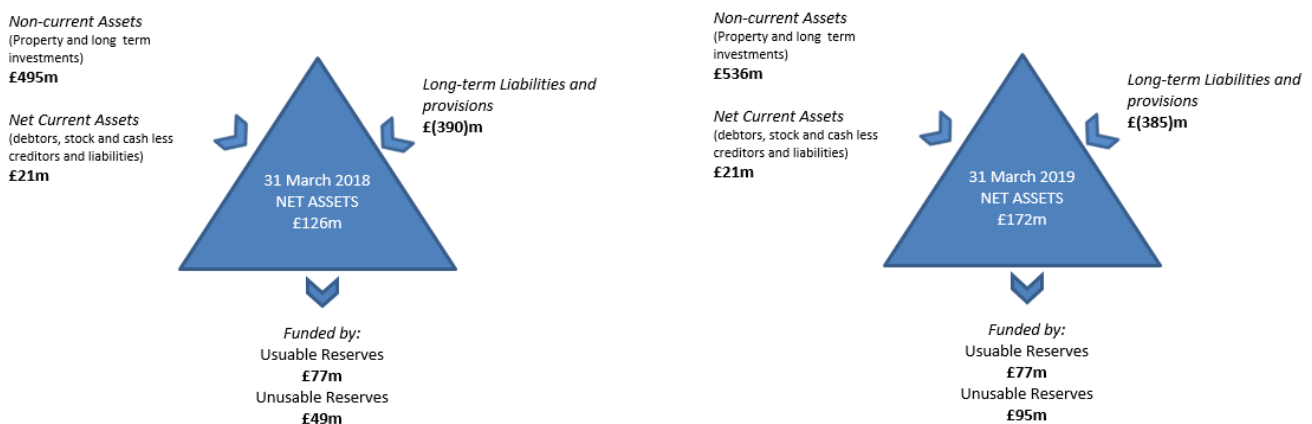 Non-current Assets
(Property and long term
investments)
£495m
Net Current Assets
(debtors, stock and cash less
creditors and liabilities)
£21m
Long-term Liabilities and
provisions
£(390)m
31 March 2018
NET ASSETS
£126m
Funded by:
Usuable Reserves
£77m
Unusable Reserves
£49m
Non-current Assets
(Property and long term
investments)
£536m
Net Current Assets
(debtors, stock and cash less
creditors and liabilities)
£21m
Long-term Liabilities and
provisions
£(385)m
31 March 2019
NET ASSETS
£172m
Funded by:
Usuable Reserves
£77m
Unusable Reserves
£95m